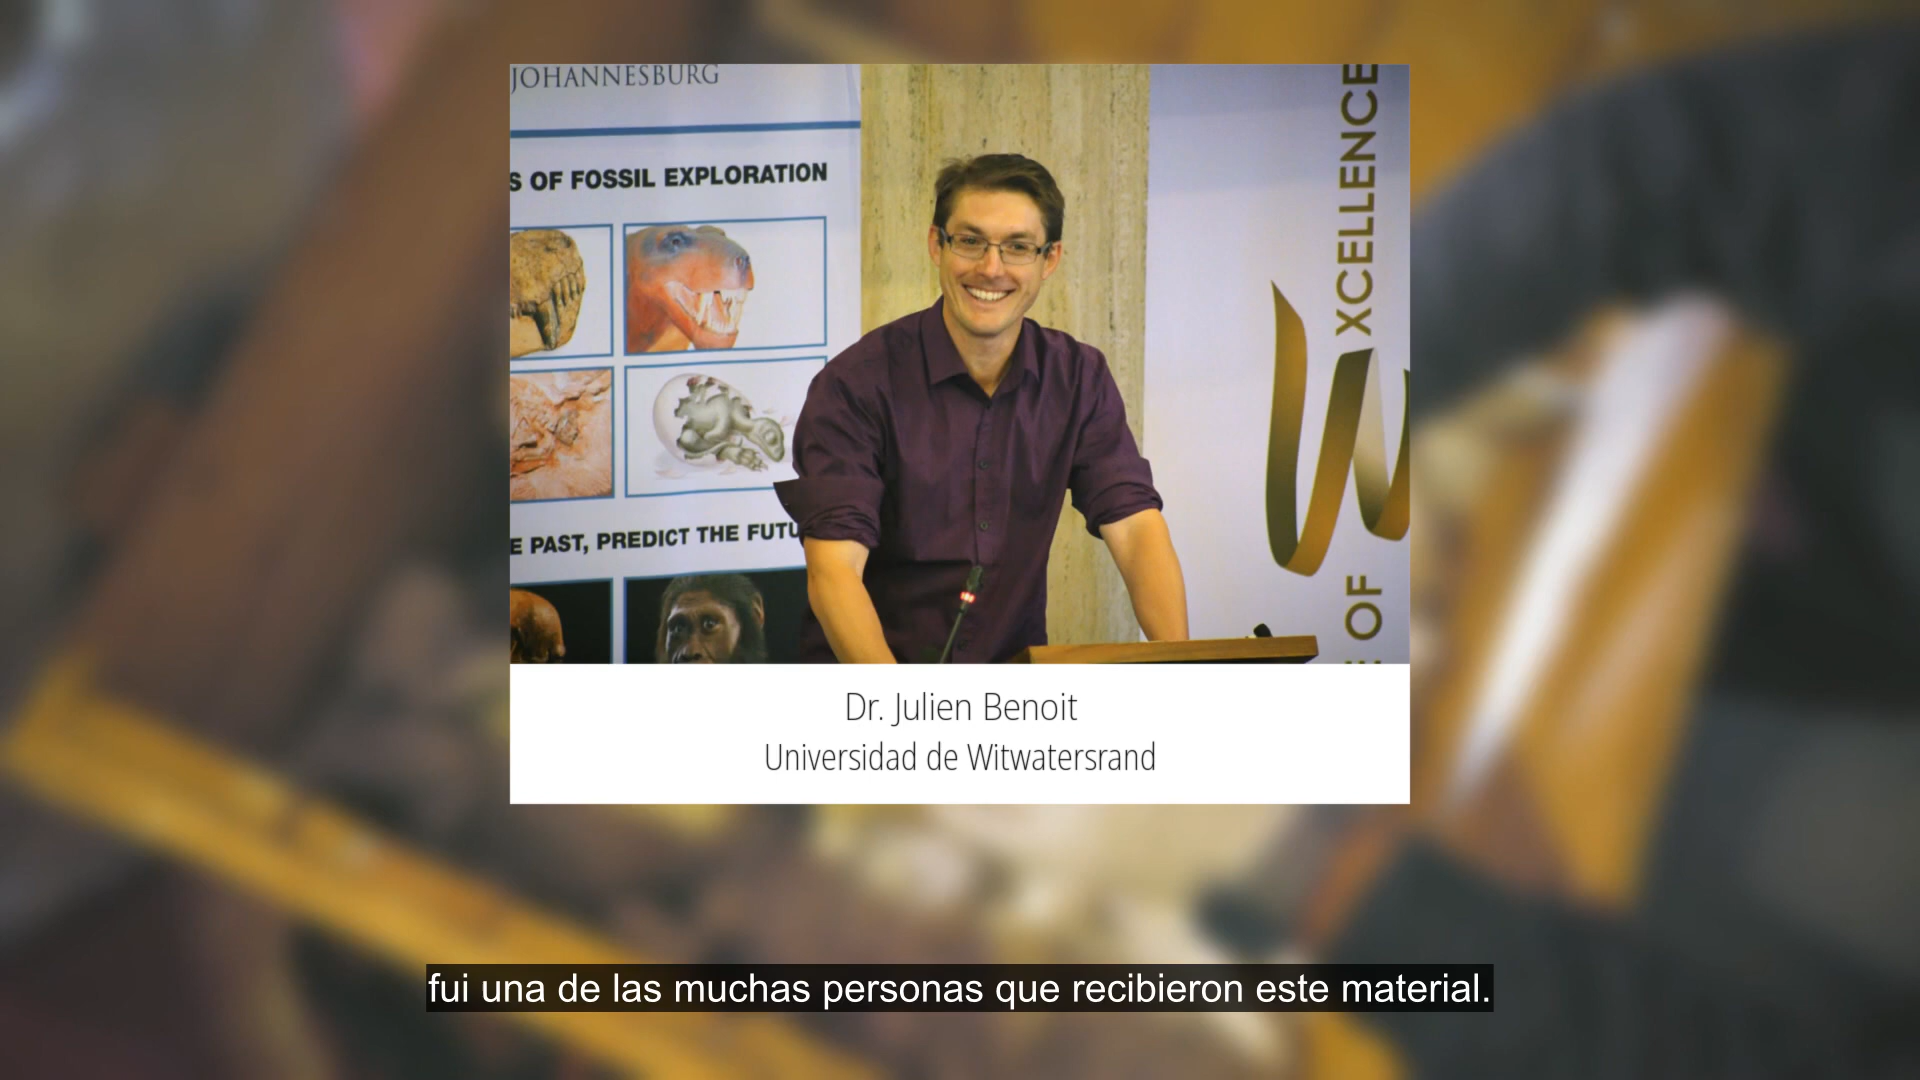 JOHANNESBURG
S OF FOSSIL EXPLORATION
E PAST, PREDICT THE FUTU
XCELLENCE
OF
Dr. Julien Benoit
Universidad de Witwatersrand
fui una de las muchas personas que recibieron este material.